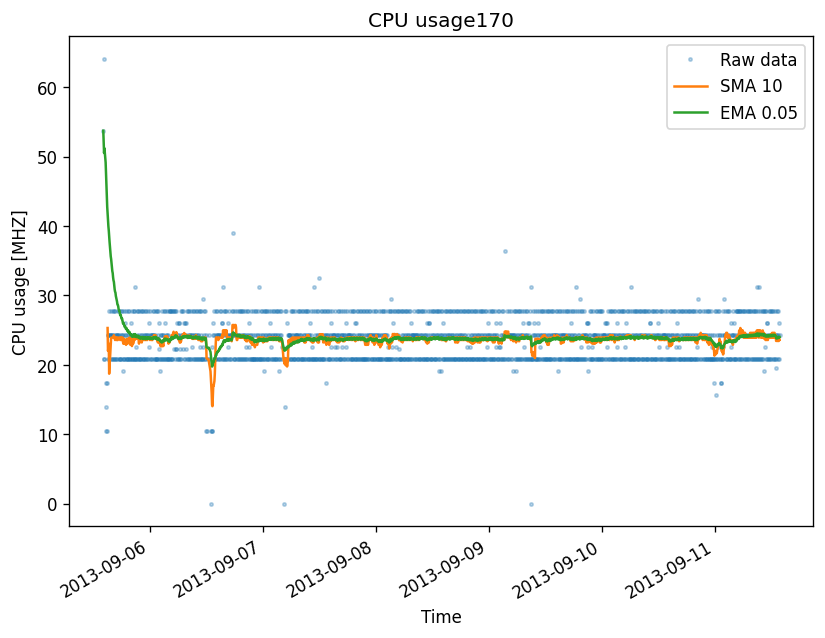 CPU usage170
Raw data
SMA 10
EMA 0.05
CPU usage [MHZ]
60
50
40
30
20
10
0
2013-09-06
2013-09-07
2013-09-08
2013-09-09
2013-09-10
2013-09-11
Time